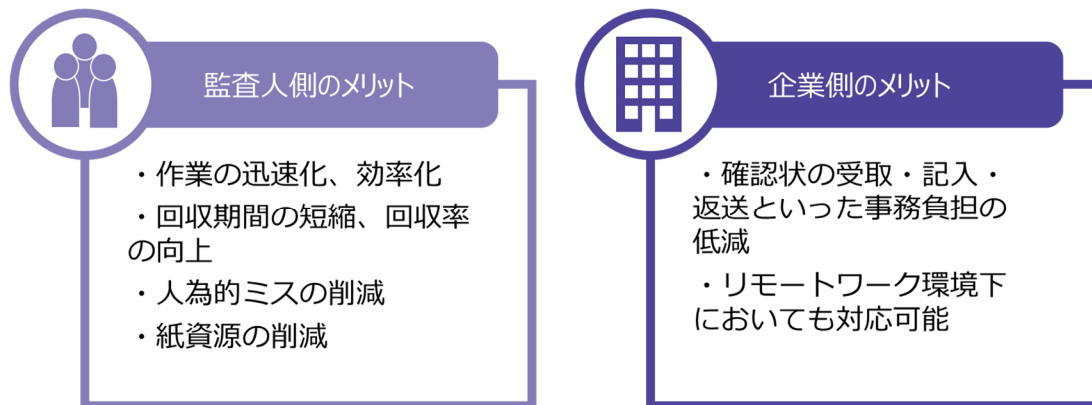 監査人側のメリット
・作業の迅速化、効率化
・回収期間の短縮、回収率
の向上
・人為的ミスの削減
・紙資源の削減
企業側のメリット
・確認状の受取・記入・
返送といった事務負担の
低減
・リモートワーク環境下
においても対応可能